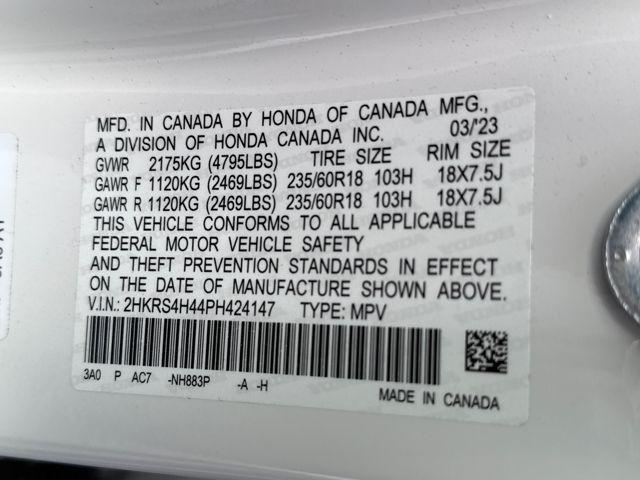 MFD. IN CANADA BY HONDA OF CANADA MFG.,
A DIVISION OF HONDA CANADA INC. 03/'23
GVWR 2175KG (4795LBS) TIRE SIZE RIM SIZE
GAWR F 1120KG (2469LBS) 235/60R18 103H 18X7.5J
GAWR R 1120KG (2469LBS) 235/60R18 103H 18X7.5J
THIS VEHICLE CONFORMS TO ALL APPLICABLE
FEDERAL MOTOR VEHICLE SAFETY
AND THEFT PREVENTION STANDARDS IN EFFECT
ON THE DATE OF MANUFACTURE SHOWN ABOVE.
V.I.N.: 2HKRS4H44PH424147 TYPE: MPV
3A0 P AC7 -NH883P -A -H
MADE IN CANADA